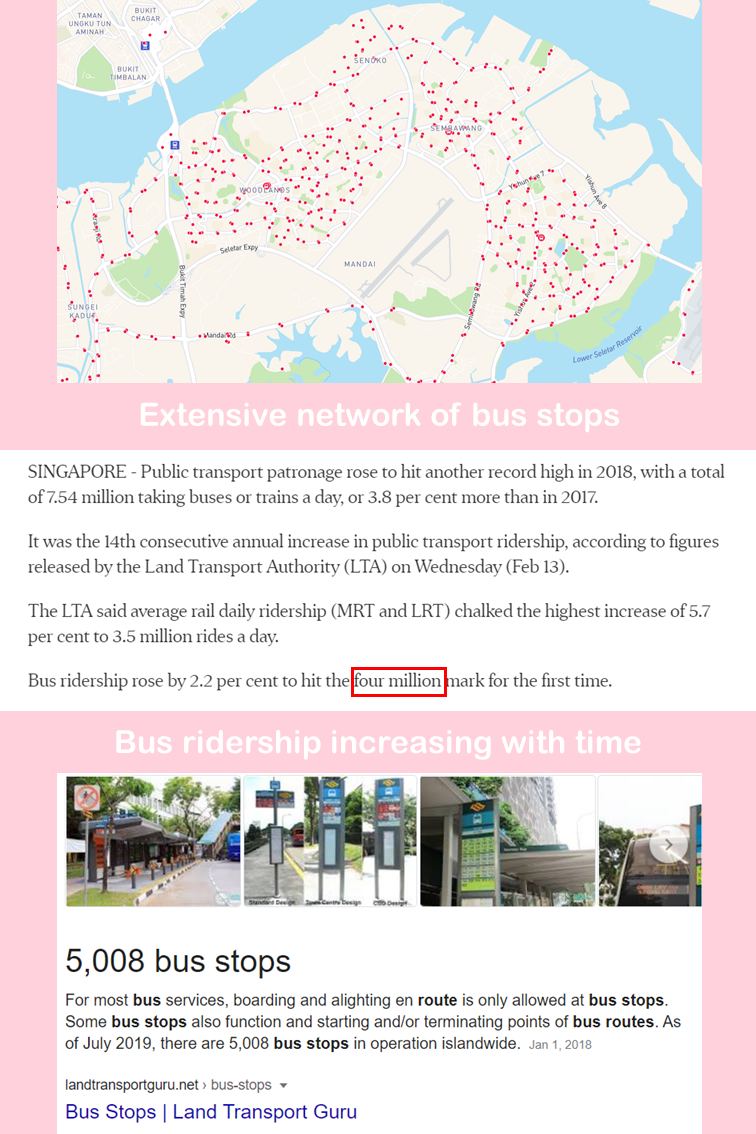 TAMAN
UNGKU TUN
AMINAH
BUKIT
CHAGAR
BUKIT
TIMBALAN
SENOKO
SEMBAWANG
WOODLANDS
Yishun Ave 7
Yishun Ave 8
Kranji Rd
Seletar Expy
MANDAI
Bukit Timah Expy
SUNGEI
KADUT
Mandai Rd
Sembawang Rd
Yishun Ave 2
Lower Seletar Reservoir
Extensive network of bus stops
SINGAPORE - Public transport patronage rose to hit another record high in 2018, with a total
of 7.54 million taking buses or trains a day, or 3.8 per cent more than in 2017.
It was the 14th consecutive annual increase in public transport ridership, according to figures
released by the Land Transport Authority (LTA) on Wednesday (Feb 13).
The LTA said average rail daily ridership (MRT and LRT) chalked the highest increase of 5.7
per cent to 3.5 million rides a day.
Bus ridership rose by 2.2 per cent to hit the four million mark for the first time.
Bus ridership increasing with time
Standard Design Town Centre Design CBD Design
5,008 bus stops
For most bus services, boarding and alighting en route is only allowed at bus stops.
Some bus stops also function and starting and/or terminating points of bus routes. As
of July 2019, there are 5,008 bus stops in operation islandwide. Jan 1, 2018
landtransportguru.net › bus-stops
Bus Stops | Land Transport Guru